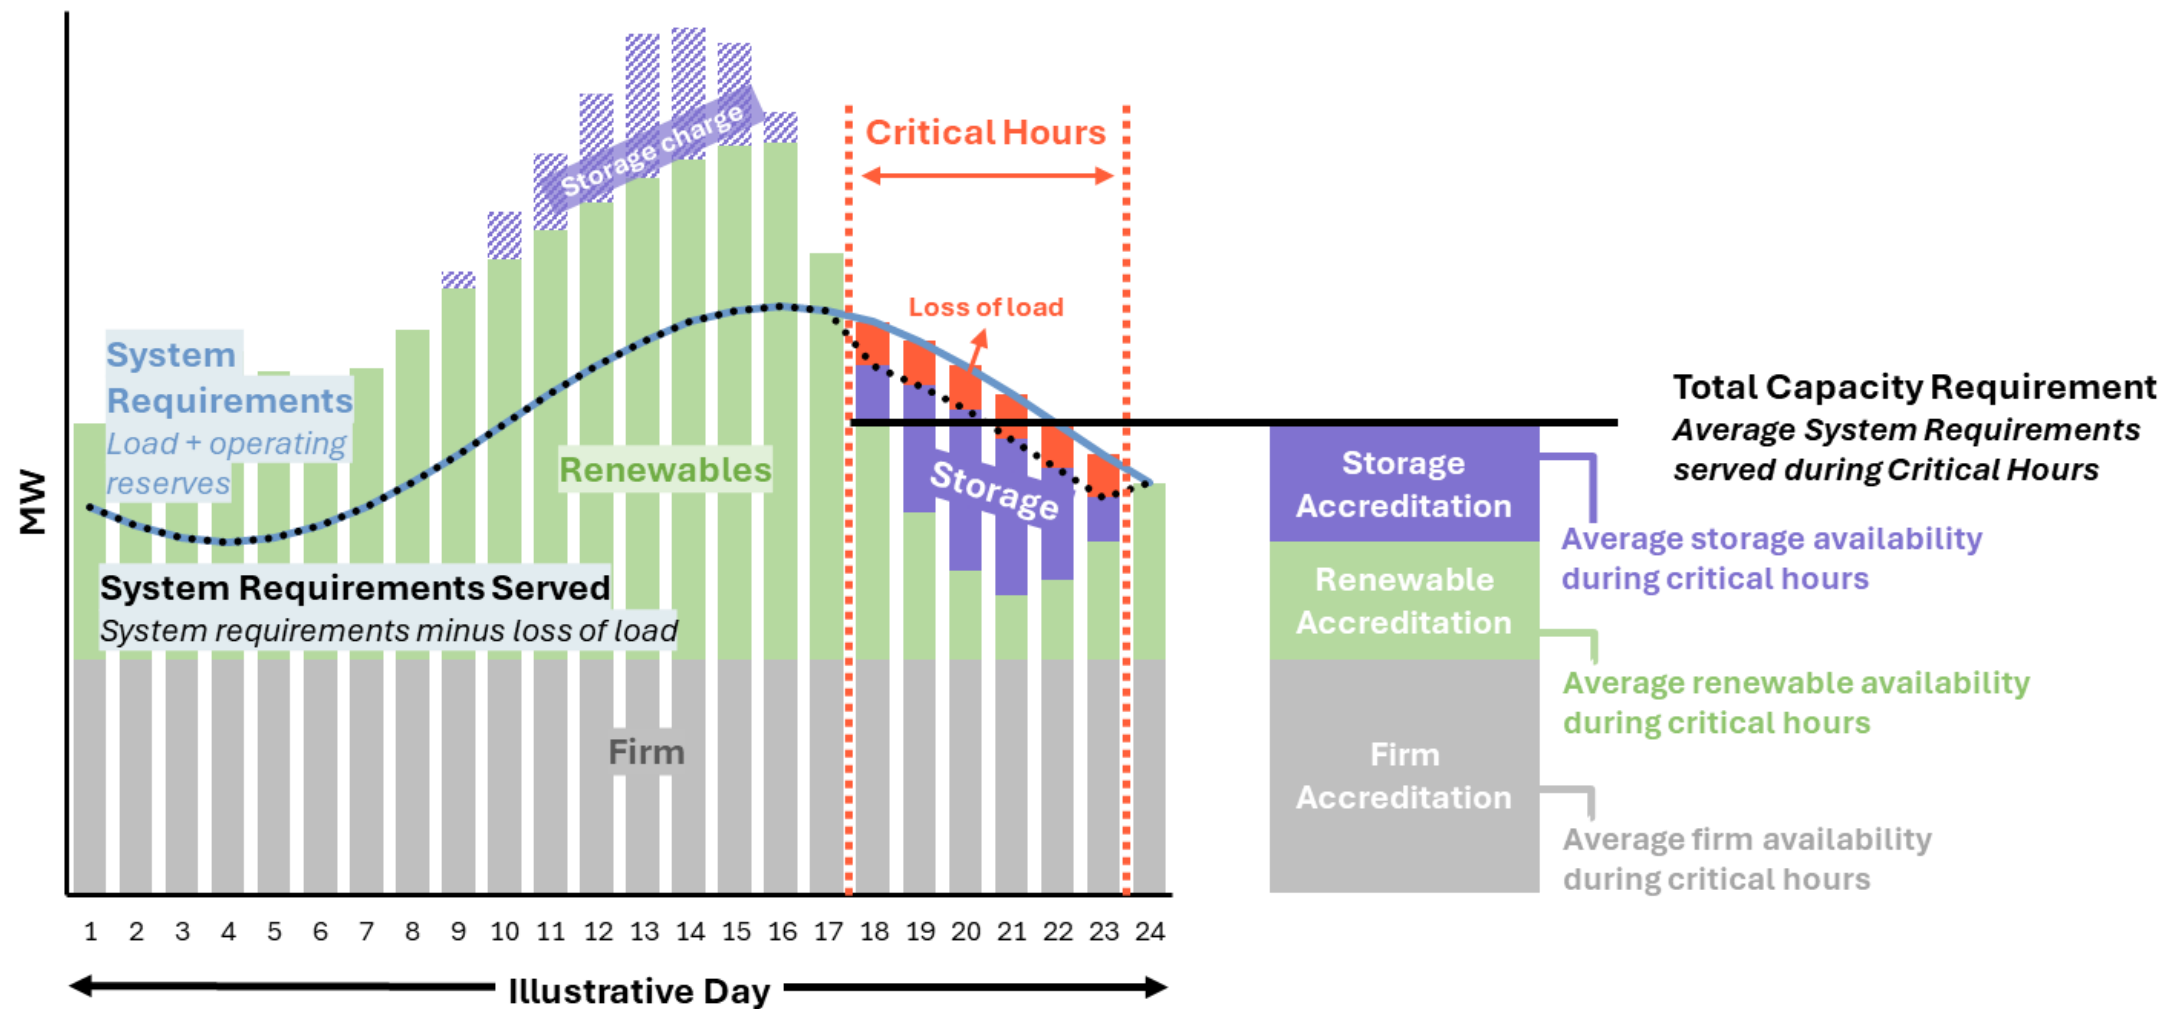 Storage charge
Critical Hours
Loss of load
System
Requirements
Load + operating
reserves
Renewables
Storage
System Requirements Served
System requirements minus loss of load
Firm
MW
1 2 3 4 5 6 7 8 9 10 11 12 13 14 15 16 17 18 19 20 21 22 23 24
Illustrative Day
Total Capacity Requirement
Average System Requirements
served during Critical Hours
Storage
Accreditation
Average storage availability
during critical hours
Renewable
Accreditation
Average renewable availability
during critical hours
Firm
Accreditation
Average firm availability
during critical hours